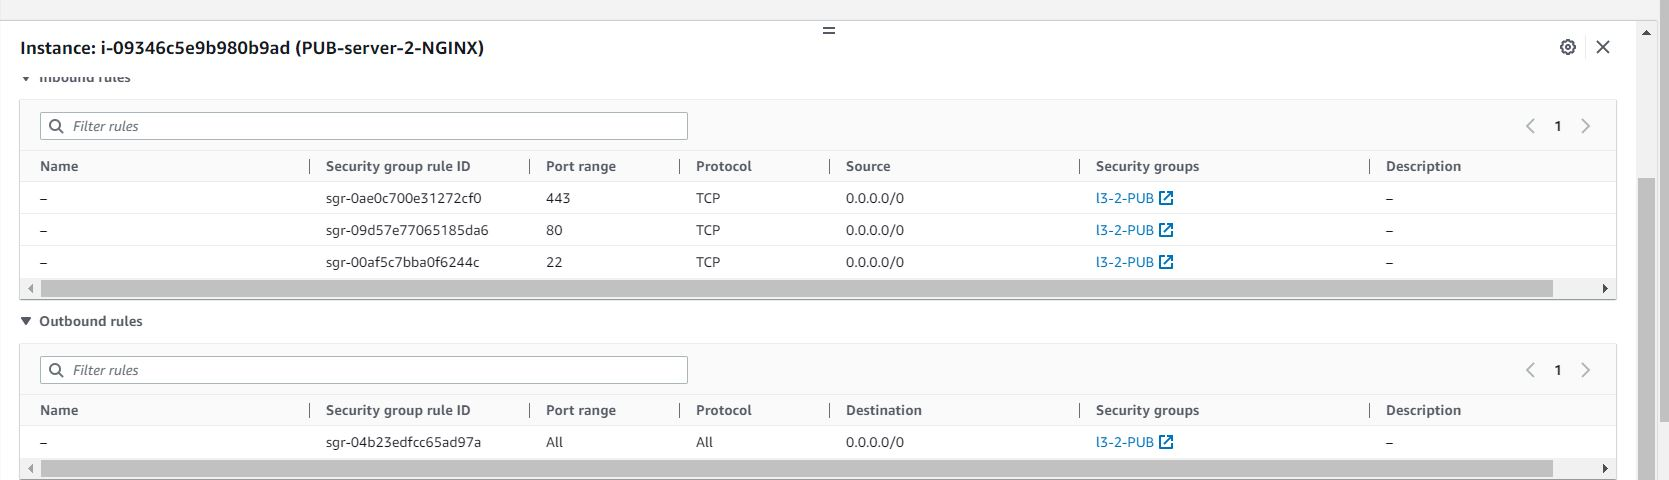 Instance: i-09346c5e9b980b9ad (PUB-server-2-NGINX)
Inbound rules
Filter rules
1
Name Security group rule ID Port range Protocol Source Security groups Description
– sgr-0ae0c700e31272cf0 443 TCP 0.0.0.0/0 l3-2-PUB –
– sgr-09d57e77065185da6 80 TCP 0.0.0.0/0 l3-2-PUB –
– sgr-00af5c7bba0f6244c 22 TCP 0.0.0.0/0 l3-2-PUB –
Outbound rules
Filter rules
1
Name Security group rule ID Port range Protocol Destination Security groups Description
– sgr-04b23edfcc65ad97a All All 0.0.0.0/0 l3-2-PUB –